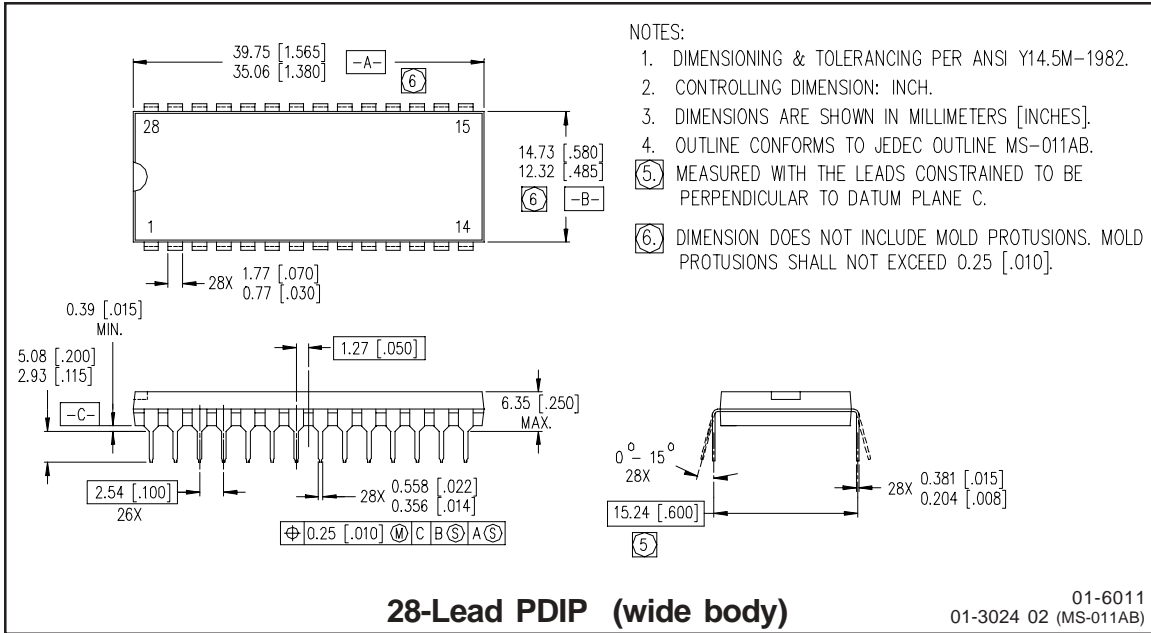 39.75 [1.565]
35.06 [1.380]
-A-
6
28
15
1
14
14.73 [.580]
12.32 [.485]
6
-B-
28X
1.77 [.070]
0.77 [.030]
NOTES:
1. DIMENSIONING & TOLERANCING PER ANSI Y14.5M-1982.
2. CONTROLLING DIMENSION: INCH.
3. DIMENSIONS ARE SHOWN IN MILLIMETERS [INCHES].
4. OUTLINE CONFORMS TO JEDEC OUTLINE MS-011AB.
5. MEASURED WITH THE LEADS CONSTRAINED TO BE
PERPENDICULAR TO DATUM PLANE C.
6. DIMENSION DOES NOT INCLUDE MOLD PROTUSIONS. MOLD
PROTUSIONS SHALL NOT EXCEED 0.25 [.010].
0.39 [.015]
MIN.
5.08 [.200]
2.93 [.115]
-C-
1.27 [.050]
6.35 [.250]
MAX.
2.54 [.100]
26X
28X
0.558 [.022]
0.356 [.014]
⌖ 0.25 [.010] Ⓜ C B Ⓢ A Ⓢ
0° - 15°
28X
28X
0.381 [.015]
0.204 [.008]
15.24 [.600]
5
28-Lead PDIP (wide body)
01-6011
01-3024 02 (MS-011AB)